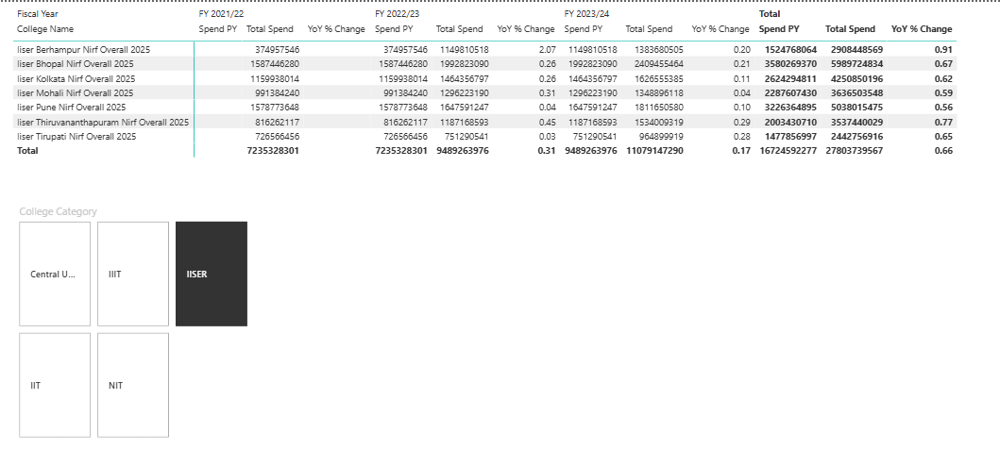 Fiscal Year FY 2021/22 FY 2022/23 FY 2023/24 Total
College Name Spend PY Total Spend YoY % Change Spend PY Total Spend YoY % Change Spend PY Total Spend YoY % Change Spend PY Total Spend YoY % Change
Iiser Berhampur Nirf Overall 2025 374957546 374957546 1149810518 2.07 1149810518 1383680505 0.20 1524768064 2908448569 0.91
Iiser Bhopal Nirf Overall 2025 1587446280 1587446280 1992823090 0.26 1992823090 2409455464 0.21 3580269370 5989724834 0.67
Iiser Kolkata Nirf Overall 2025 1159938014 1159938014 1464356797 0.26 1464356797 1626555385 0.11 2624294811 4250850196 0.62
Iiser Mohali Nirf Overall 2025 991384240 991384240 1296223190 0.31 1296223190 1348896118 0.04 2287607430 3636503548 0.59
Iiser Pune Nirf Overall 2025 1578773648 1578773648 1647591247 0.04 1647591247 1811650580 0.10 3226364895 5038015475 0.56
Iiser Thiruvananthapuram Nirf Overall 2025 816262117 816262117 1187168593 0.45 1187168593 1534009319 0.29 2003430710 3537440029 0.77
Iiser Tirupati Nirf Overall 2025 726566456 726566456 751290541 0.03 751290541 964899919 0.28 1477856997 2442756916 0.65
Total 7235328301 7235328301 9489263976 0.31 9489263976 11079147290 0.17 16724592277 27803739567 0.66
College Category
Central U... IIIT IISER
IIT NIT